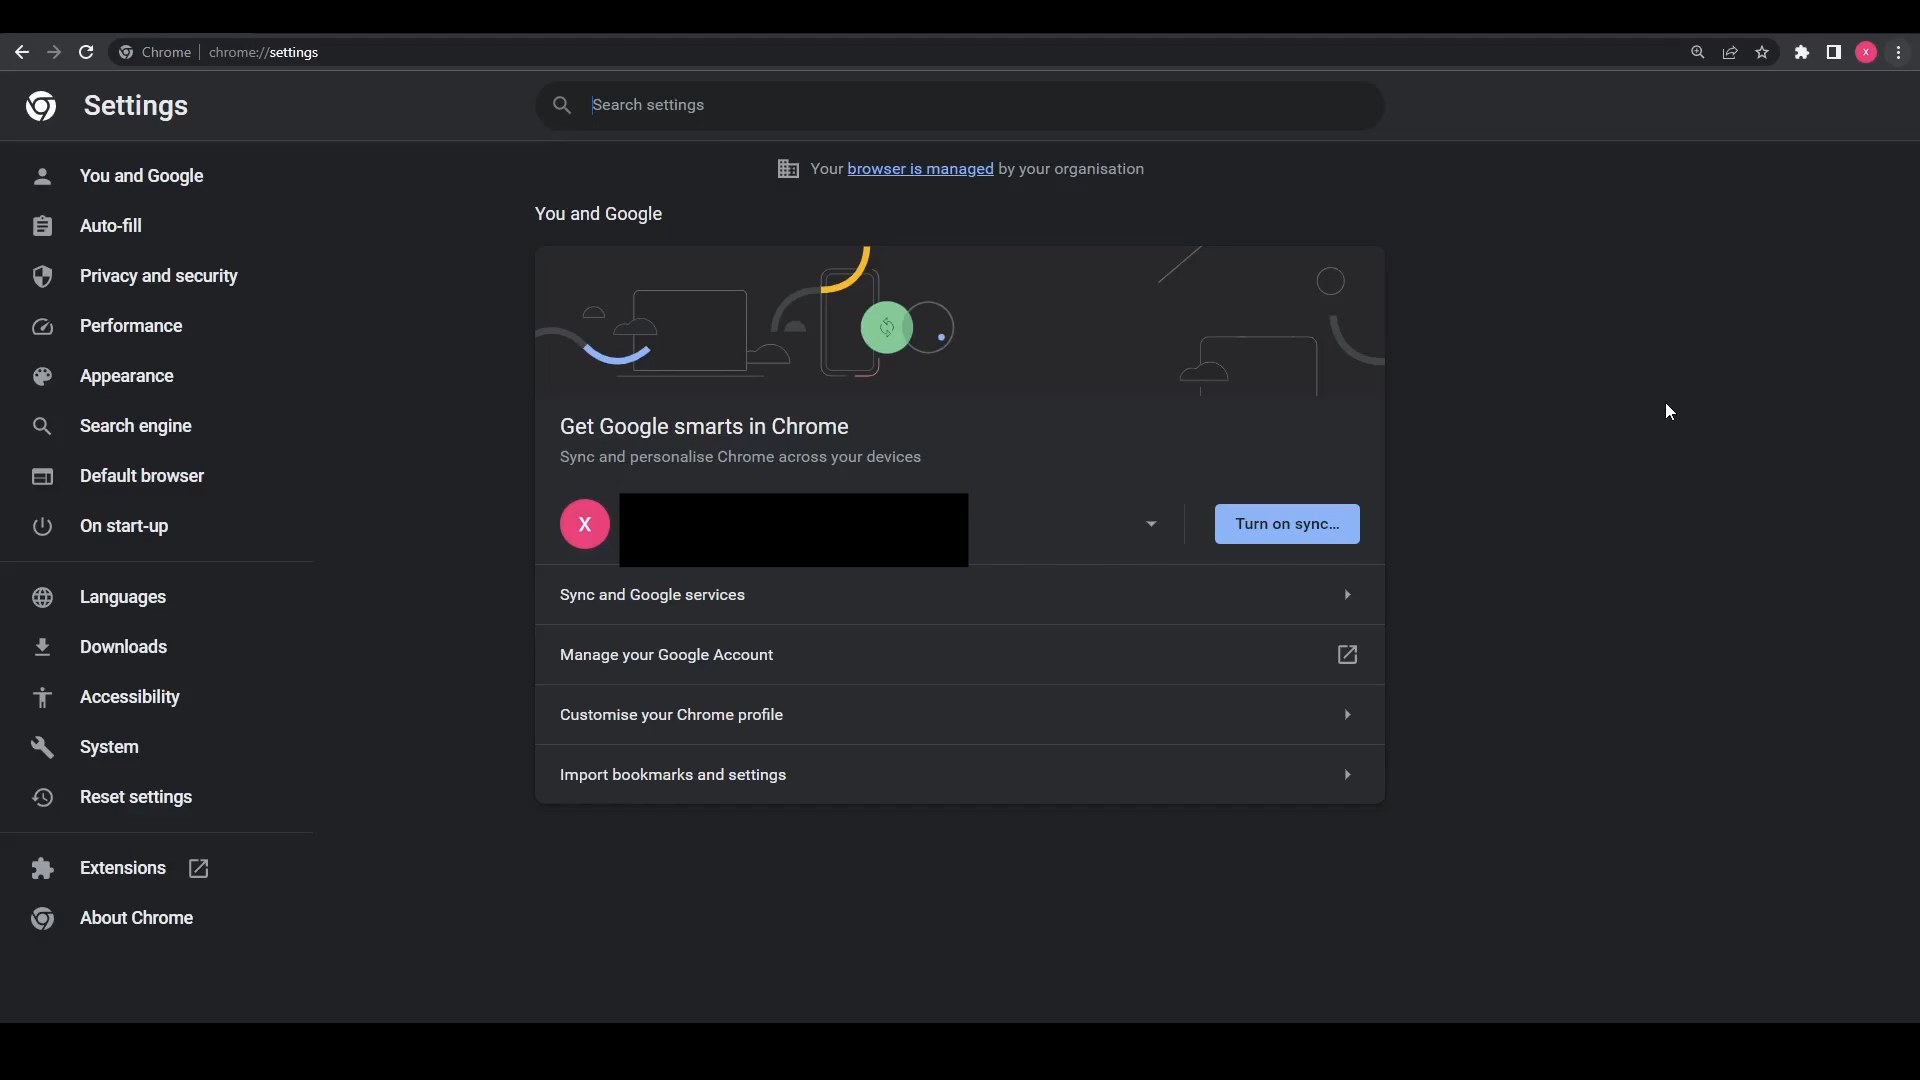 Chrome | chrome://settings
X
Settings
Search settings
You and Google
Auto-fill
Privacy and security
Performance
Appearance
Search engine
Default browser
On start-up
Languages
Downloads
Accessibility
System
Reset settings
Extensions
About Chrome
Your browser is managed by your organisation
You and Google
Get Google smarts in Chrome
Sync and personalise Chrome across your devices
X
Turn on sync...
Sync and Google services
Manage your Google Account
Customise your Chrome profile
Import bookmarks and settings